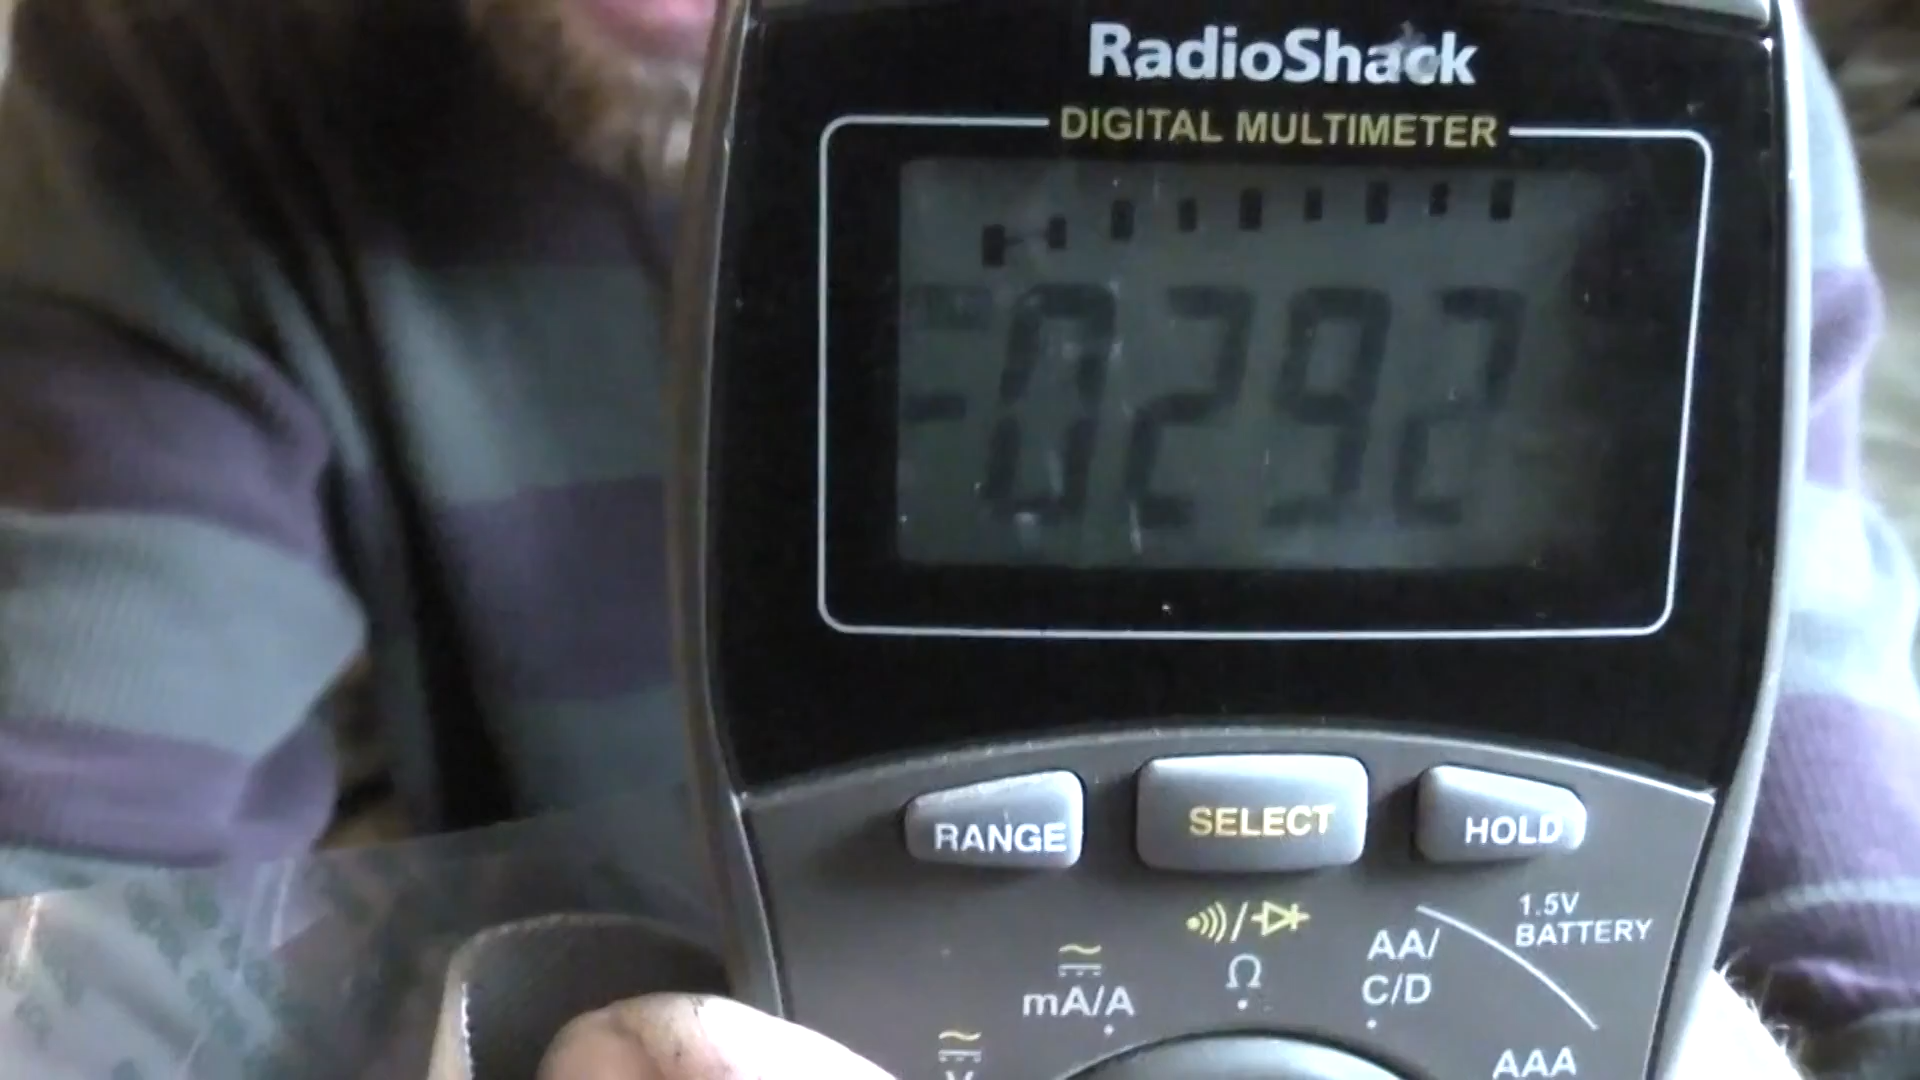 RadioShack
DIGITAL MULTIMETER
-0292
RANGE
SELECT
HOLD
1.5V
BATTERY
AA/
C/D
Ω
mA/A
V
AAA